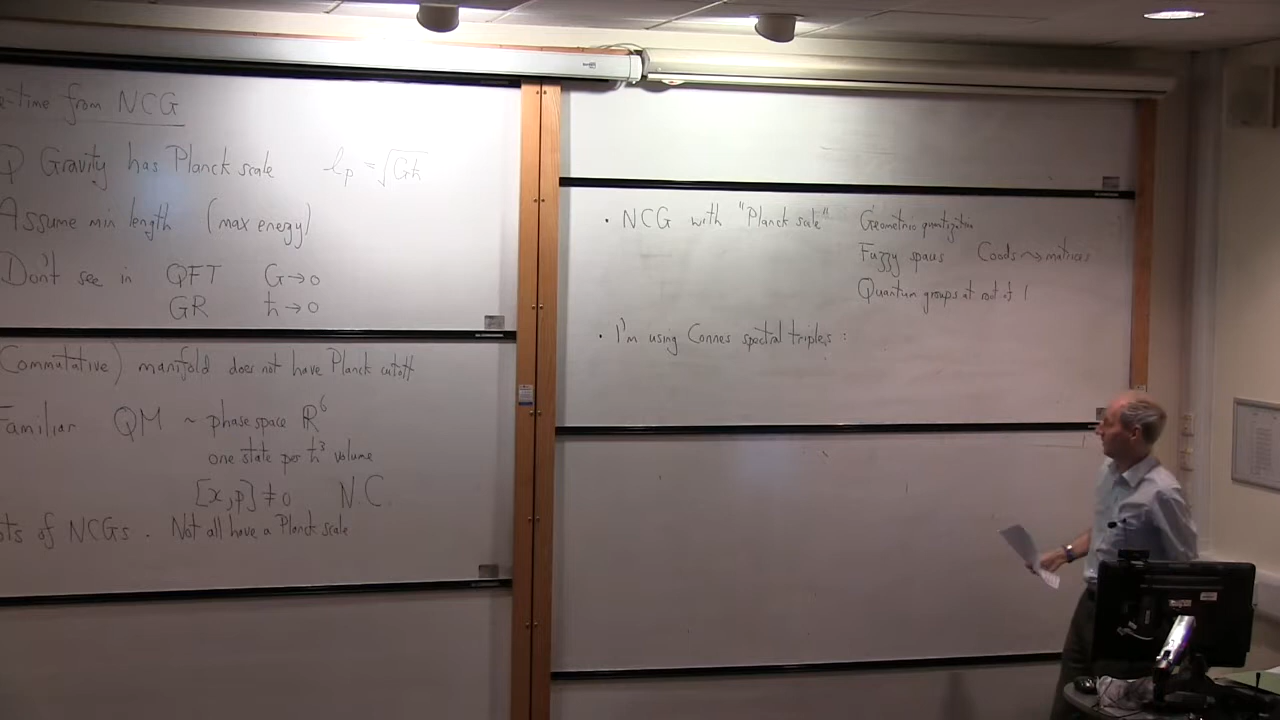 -time from NCG
Q Gravity has Planck scale lₚ = √Għ
Assume min length (max energy)
Don't see in QFT G→0
GR ħ→0
(Commutative) manifold does not have Planck cutoff
Familiar QM ~ phase space ℝ⁶
one state per ħ³ volume
[x,p] ≠ 0 NC
ots of NCGs. Not all have a Planck scale
• NCG with "Planck scale" Geometric quantization
Fuzzy spaces Coods ⇝ matrices
Quantum groups at root of 1
• I'm using Connes spectral triples :